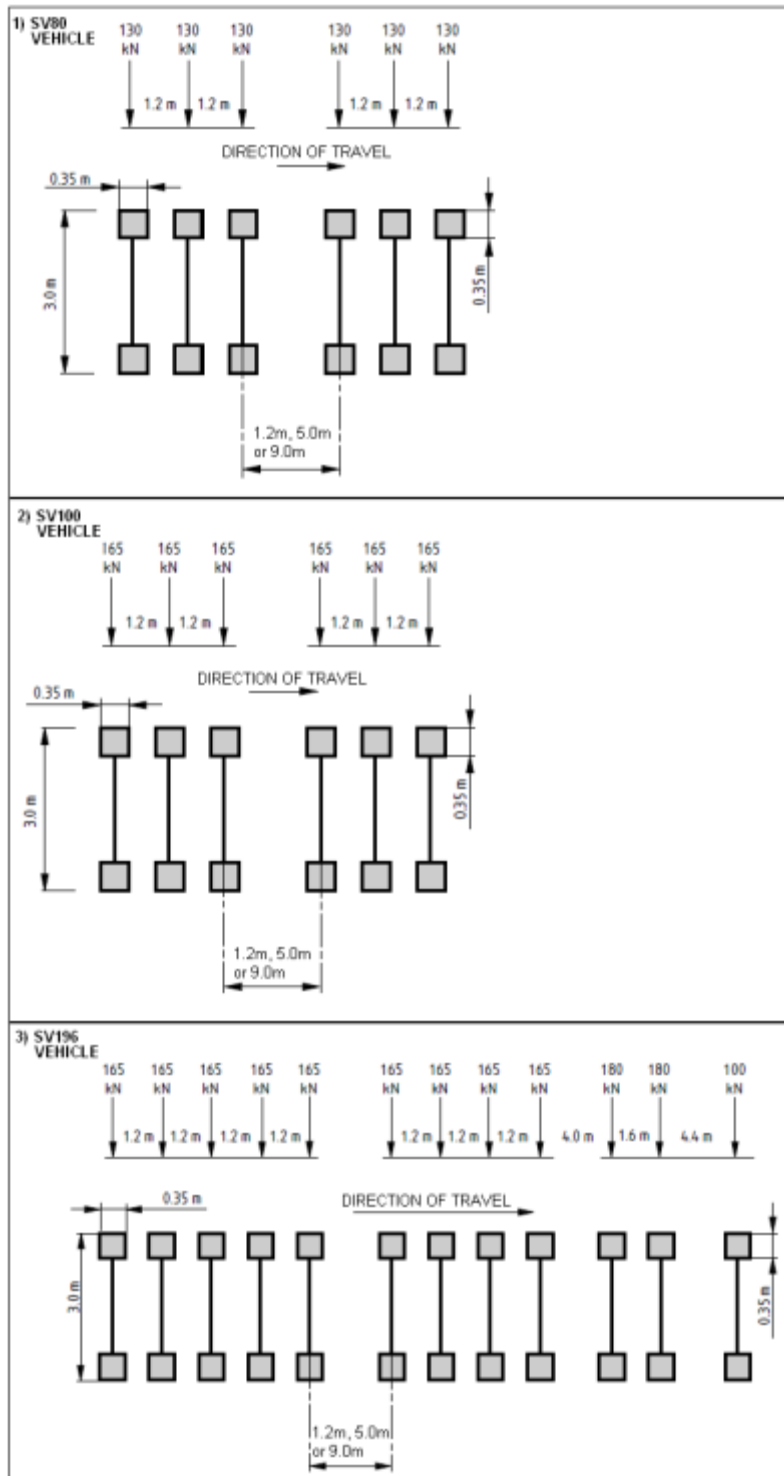 1) SV80
VEHICLE
130 130 130 130 130 130
kN kN kN kN kN kN
1.2 m 1.2 m 1.2 m 1.2 m
DIRECTION OF TRAVEL
0.35 m
3.0 m
0.35 m
1.2m, 5.0m
or 9.0m
2) SV100
VEHICLE
165 165 165 165 165 165
kN kN kN kN kN kN
1.2 m 1.2 m 1.2 m 1.2 m
DIRECTION OF TRAVEL
0.35 m
3.0 m
0.35 m
1.2m, 5.0m
or 9.0m
3) SV196
VEHICLE
165 165 165 165 165 165 165 165 165 180 180 100
kN kN kN kN kN kN kN kN kN kN kN kN
1.2 m 1.2 m 1.2 m 1.2 m 1.2 m 1.2 m 1.2 m 4.0 m 1.6 m 4.4 m
0.35 m
DIRECTION OF TRAVEL
3.0 m
0.35 m
1.2m, 5.0m
or 9.0m